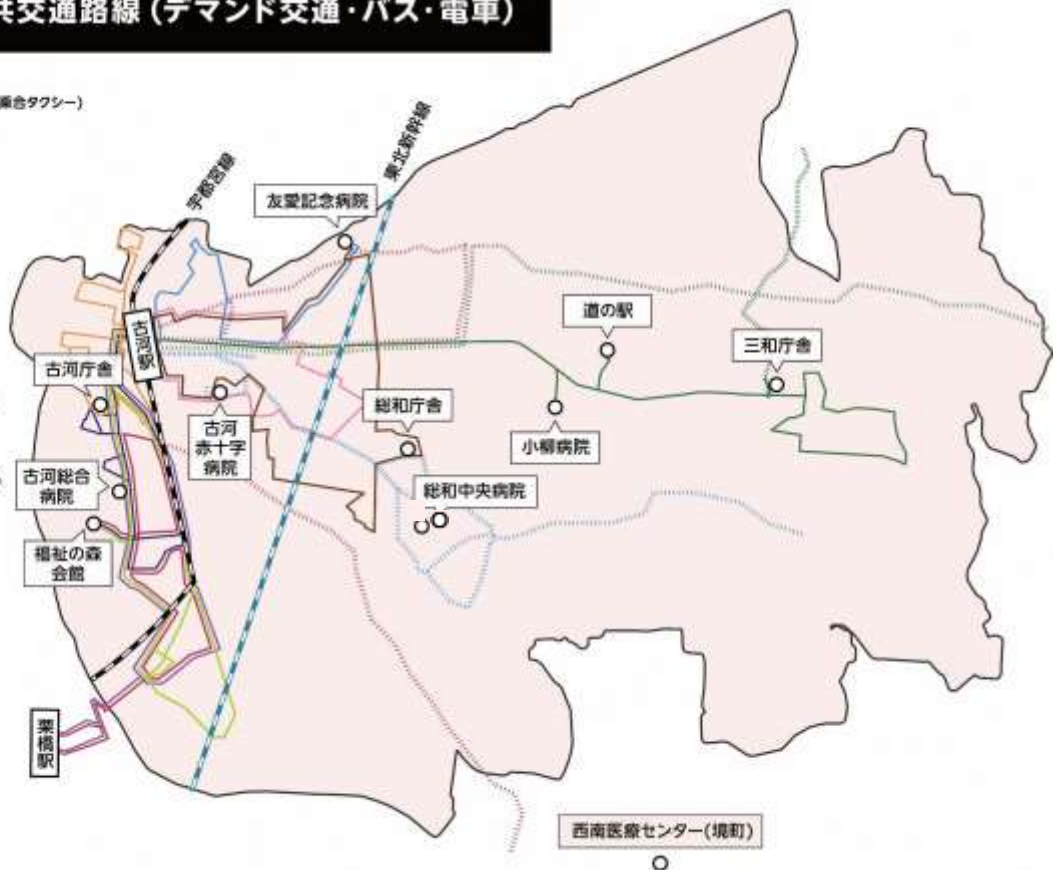 共交通路線(デマンド交通・バス・電車)
乗合タクシー)
宇都宮線
東北新幹線
友愛記念病院
古河駅
道の駅
三和庁舎
古河庁舎
総和庁舎
古河
赤十字
病院
小柳病院
古河総合
病院
総和中央病院
福祉の森
会館
栗橋駅
西南医療センター(境町)